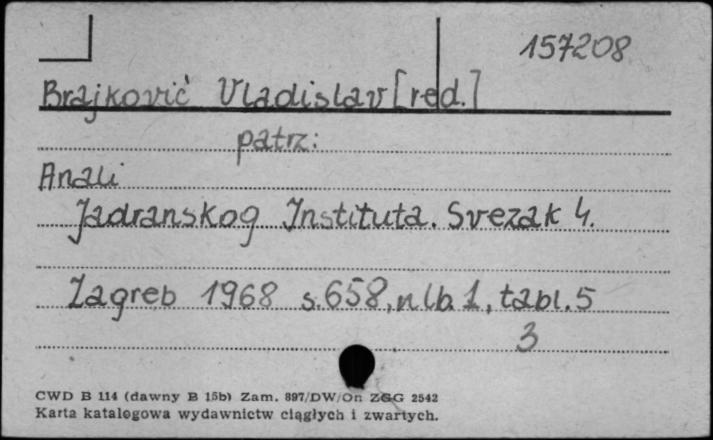 157208
Brajković Vladislav [red.]
patrz:
Anali
Jadranskog Instituta. Svezak 4.
Zagreb 1968 s. 658, nlb. 1, tabl. 5
3
CWD B 114 (dawny B 15b) Zam. 897/DW/On ZGG 2542
Karta katalogowa wydawnictw ciągłych i zwartych.